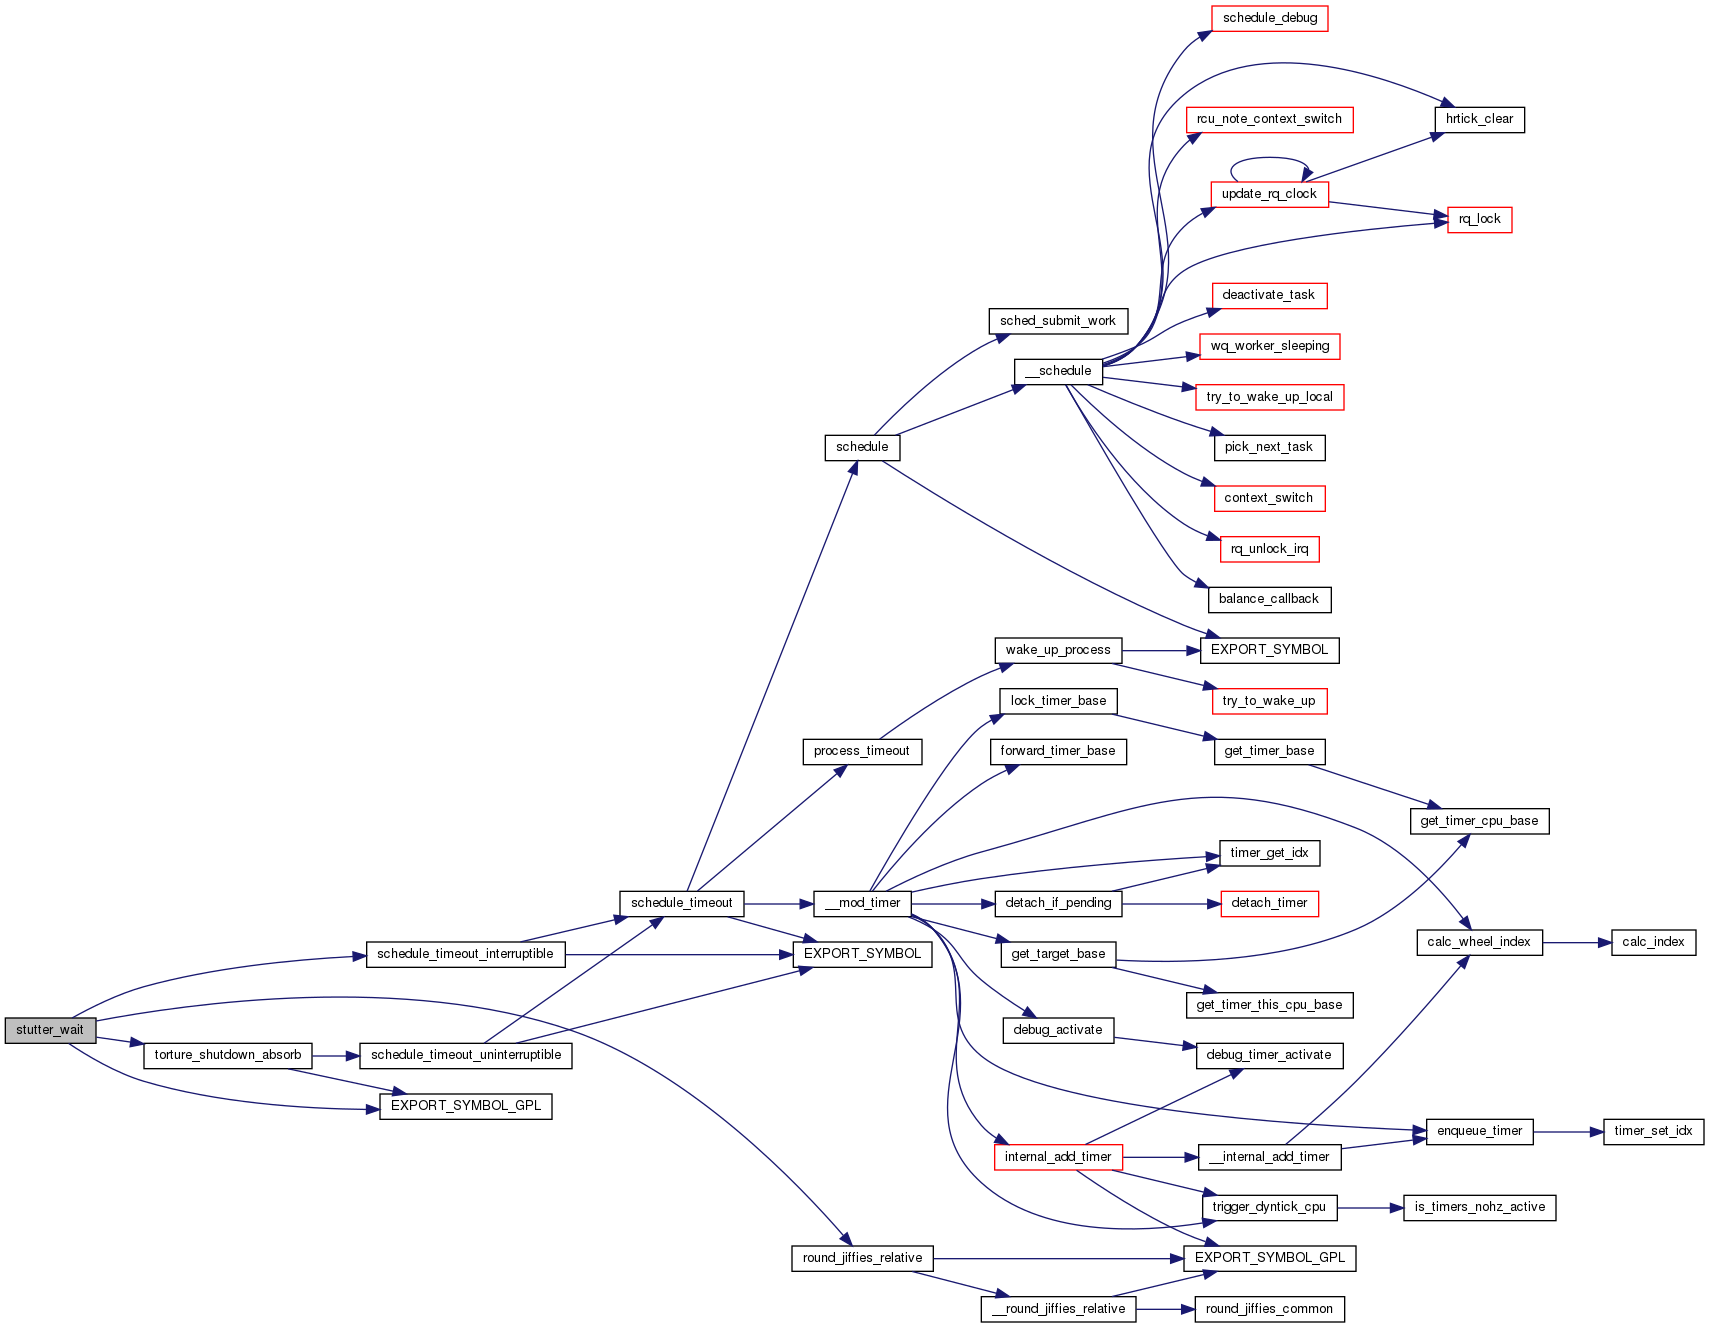 schedule_debug
rcu_note_context_switch
hrtick_clear
update_rq_clock
rq_lock
deactivate_task
sched_submit_work
wq_worker_sleeping
__schedule
try_to_wake_up_local
schedule
pick_next_task
context_switch
rq_unlock_irq
balance_callback
wake_up_process
EXPORT_SYMBOL
lock_timer_base
try_to_wake_up
process_timeout
forward_timer_base
get_timer_base
get_timer_cpu_base
timer_get_idx
schedule_timeout
__mod_timer
detach_if_pending
detach_timer
schedule_timeout_interruptible
EXPORT_SYMBOL
get_target_base
calc_wheel_index
calc_index
get_timer_this_cpu_base
stutter_wait
debug_activate
torture_shutdown_absorb
schedule_timeout_uninterruptible
debug_timer_activate
EXPORT_SYMBOL_GPL
enqueue_timer
timer_set_idx
internal_add_timer
__internal_add_timer
trigger_dyntick_cpu
is_timers_nohz_active
round_jiffies_relative
EXPORT_SYMBOL_GPL
__round_jiffies_relative
round_jiffies_common